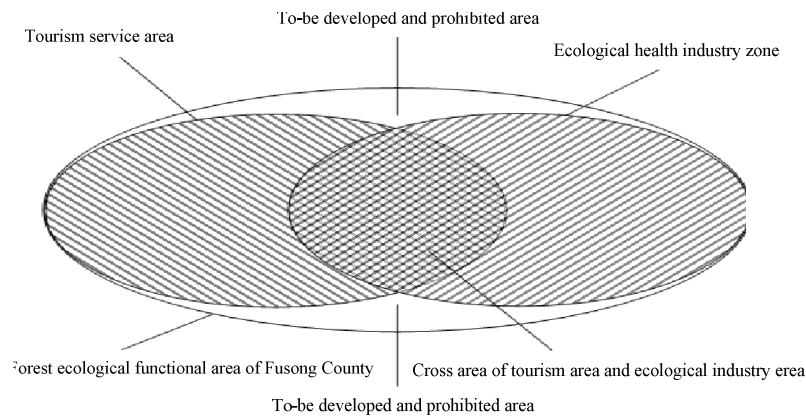 To-be developed and prohibited area
Tourism service area
Ecological health industry zone
Forest ecological functional area of Fusong County
Cross area of tourism area and ecological industry erea
To-be developed and prohibited area